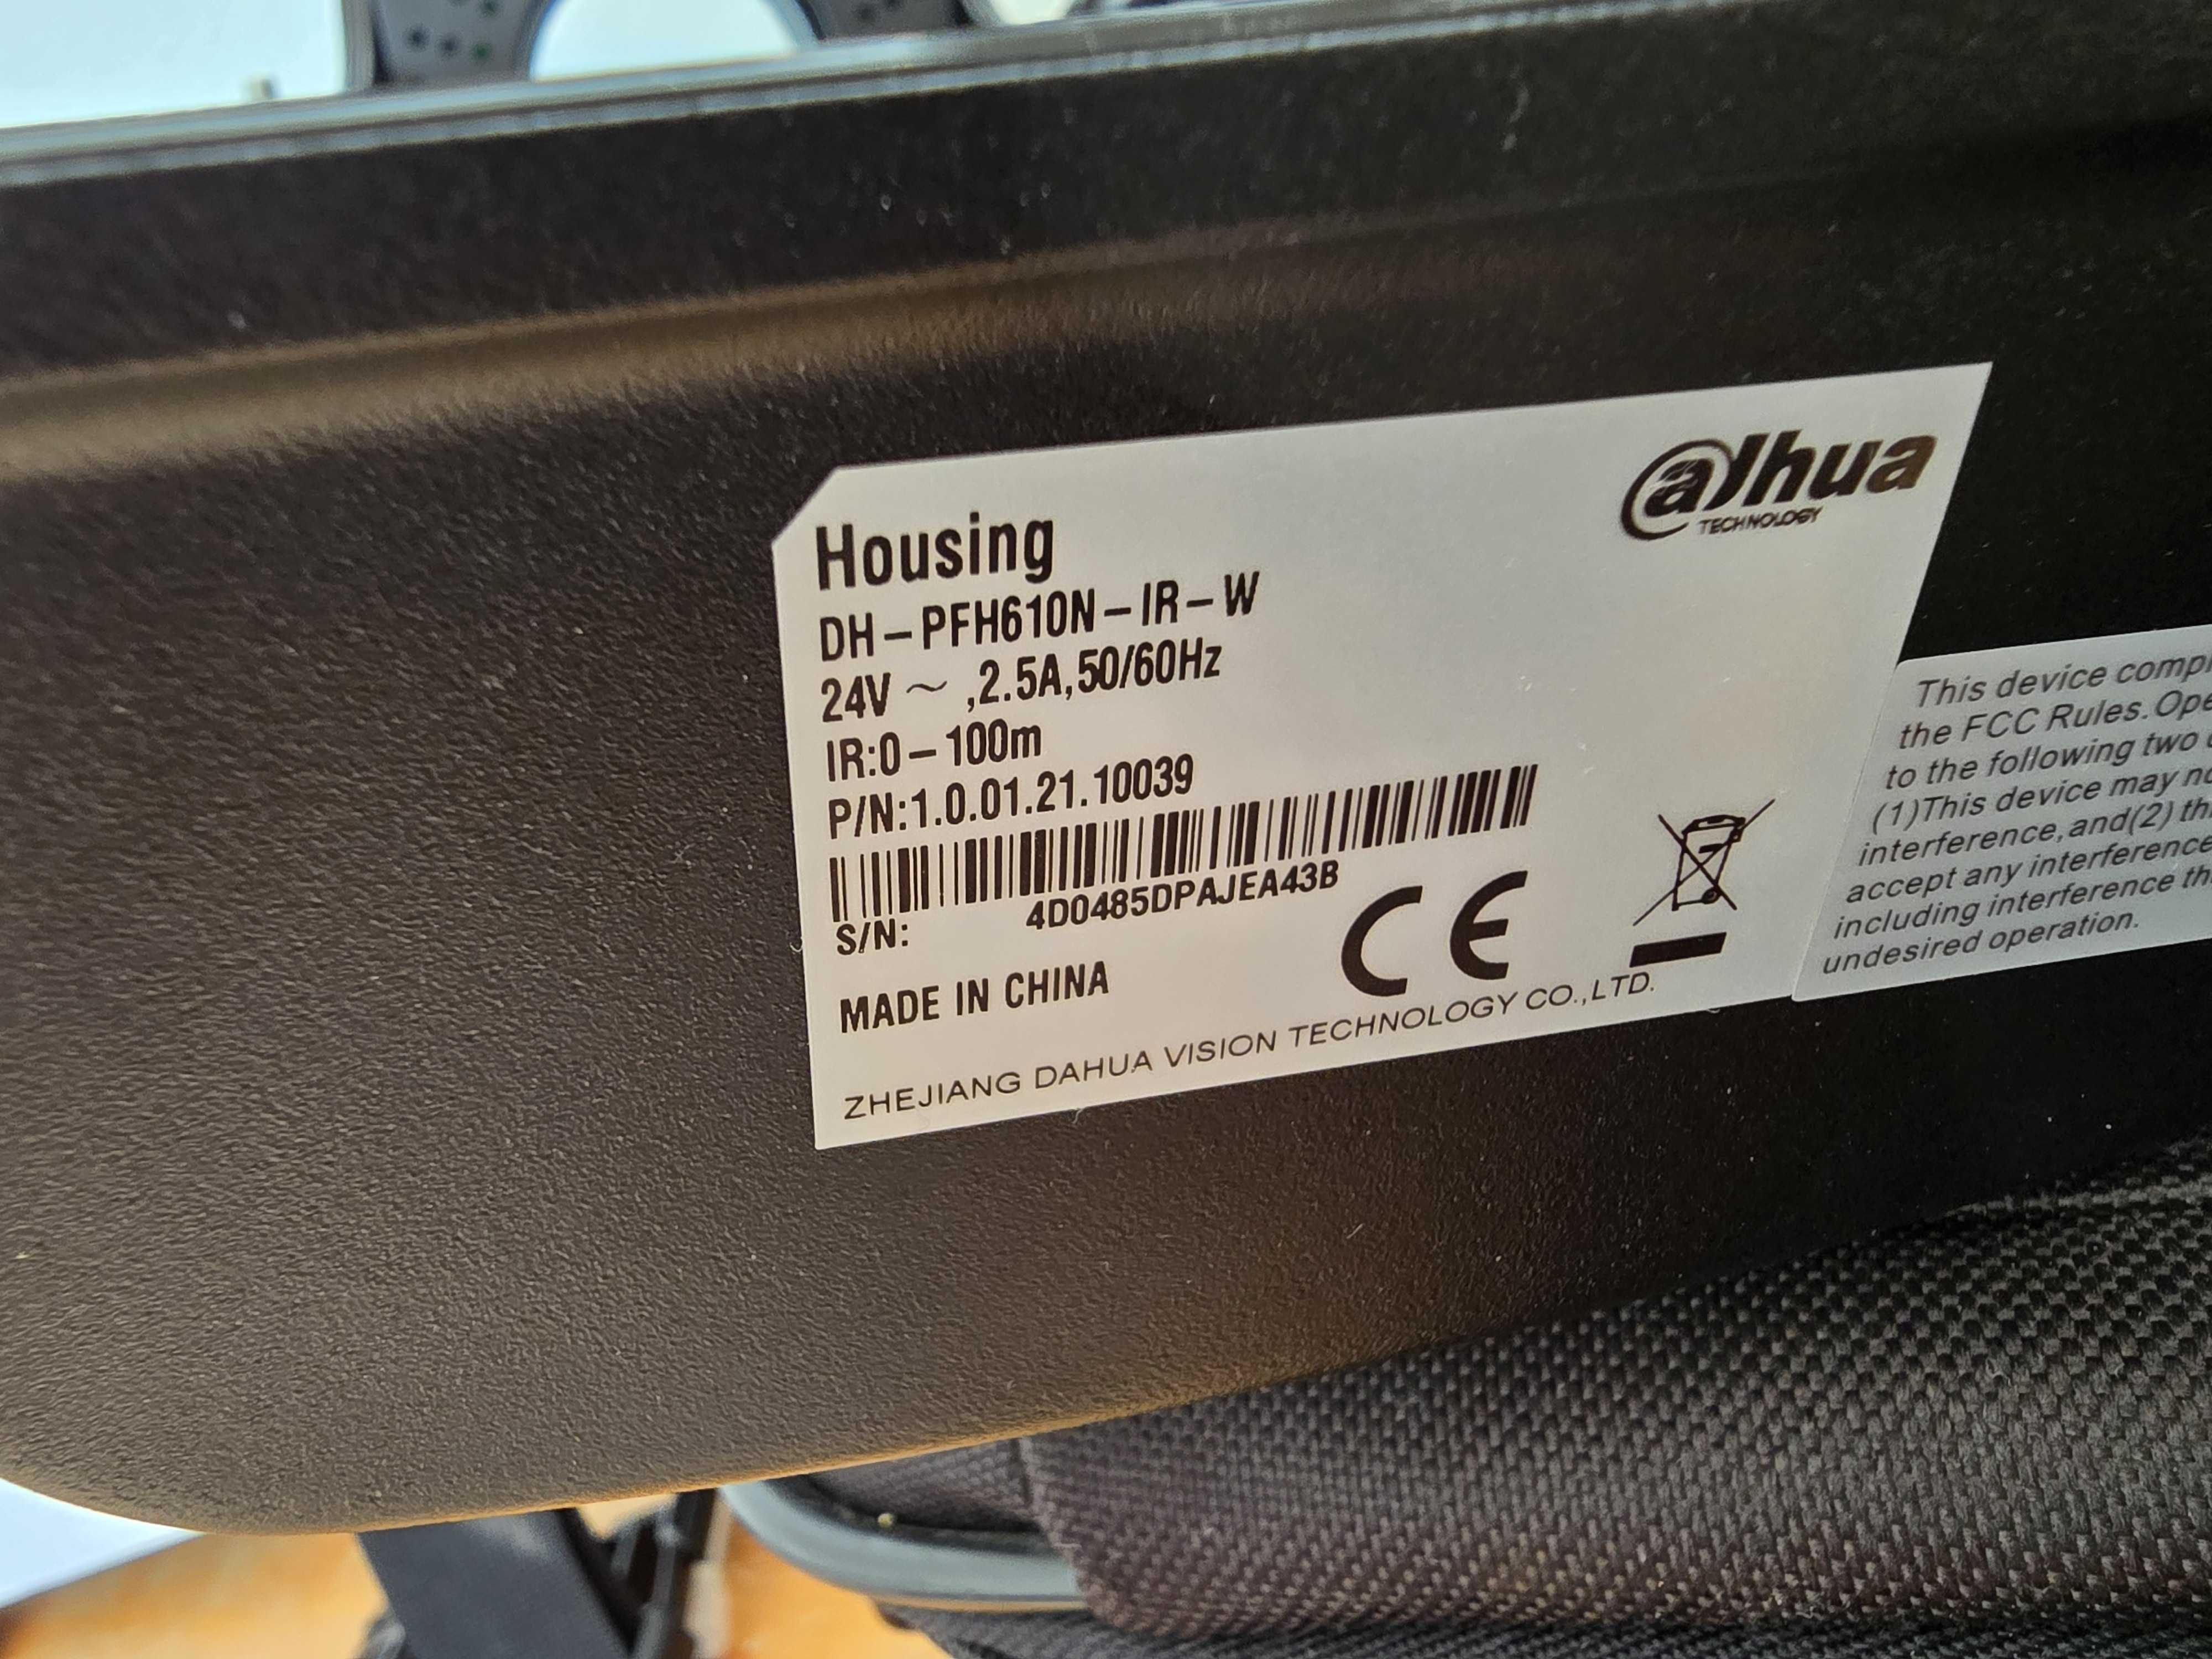 alhua
TECHNOLOGY
Housing
DH-PFH610N-IR-W
24V ~ ,2.5A,50/60Hz
IR:0-100m
P/N:1.0.01.21.10039
S/N: 4D0485DPAJEA43B
MADE IN CHINA
CE
ZHEJIANG DAHUA VISION TECHNOLOGY CO.,LTD.
This device
the FCC Rules.
to the following two
(1)This device may
interference,and(2)
accept any interference
including interference
undesired operation.